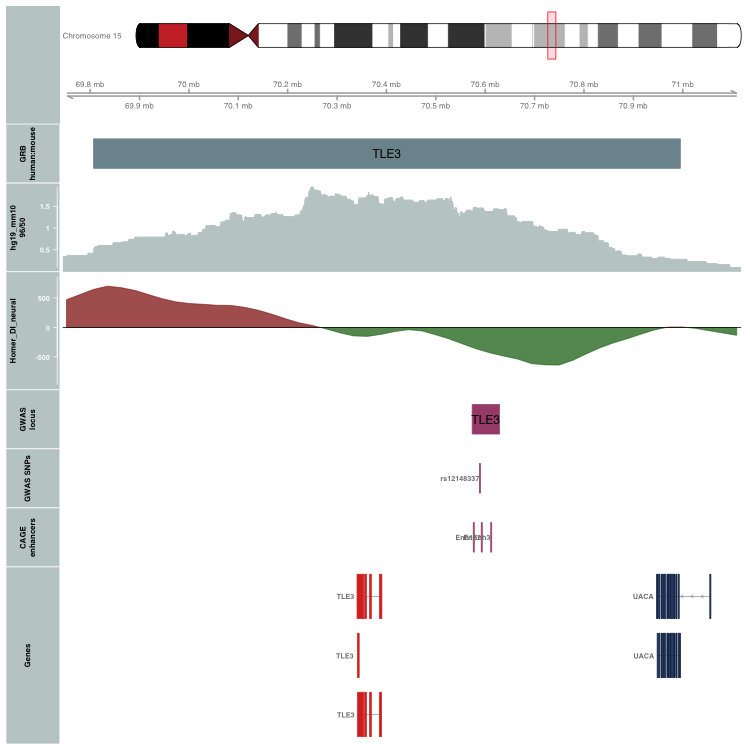 Chromosome 15
69.8 mb 70 mb 70.2 mb 70.4 mb 70.6 mb 70.8 mb 71 mb
69.9 mb 70.1 mb 70.3 mb 70.5 mb 70.7 mb 70.9 mb
GRB
human:mouse
TLE3
hg19_mm10
96/50
1.5
1
0.5
Homer_DI_neural
500
0
-500
GWAS
locus
TLE3
GWAS SNPs
rs12148337
CAGE
enhancers
Genes
TLE3
UACA
TLE3
UACA
TLE3